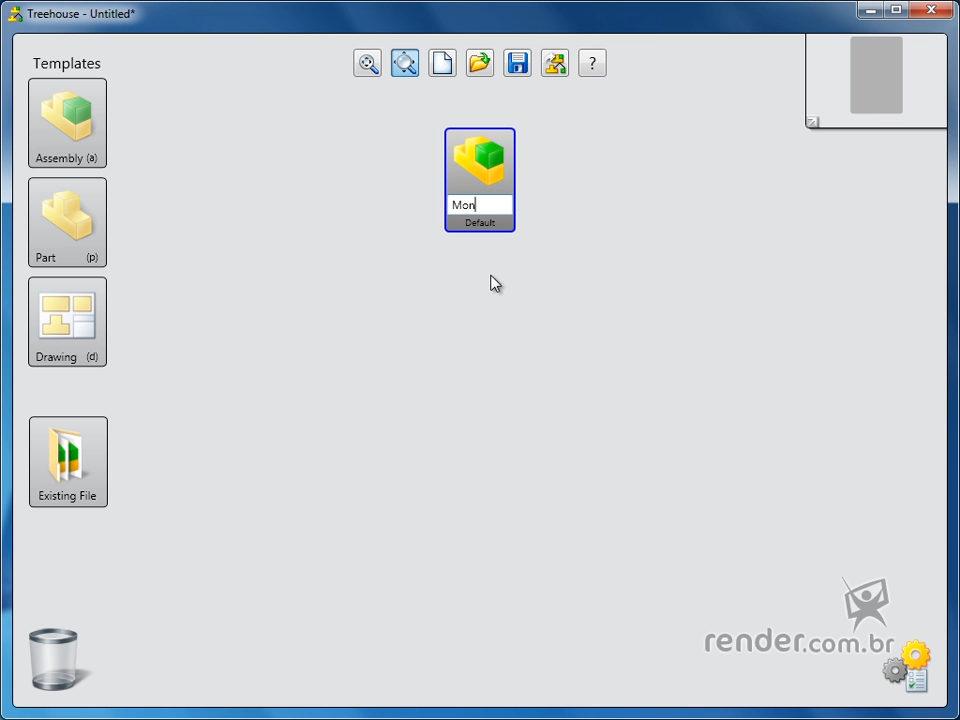 Treehouse - Untitled*
Templates
?
Assembly (a)
Mon
Default
Part (p)
Drawing (d)
Existing File
render.com.br